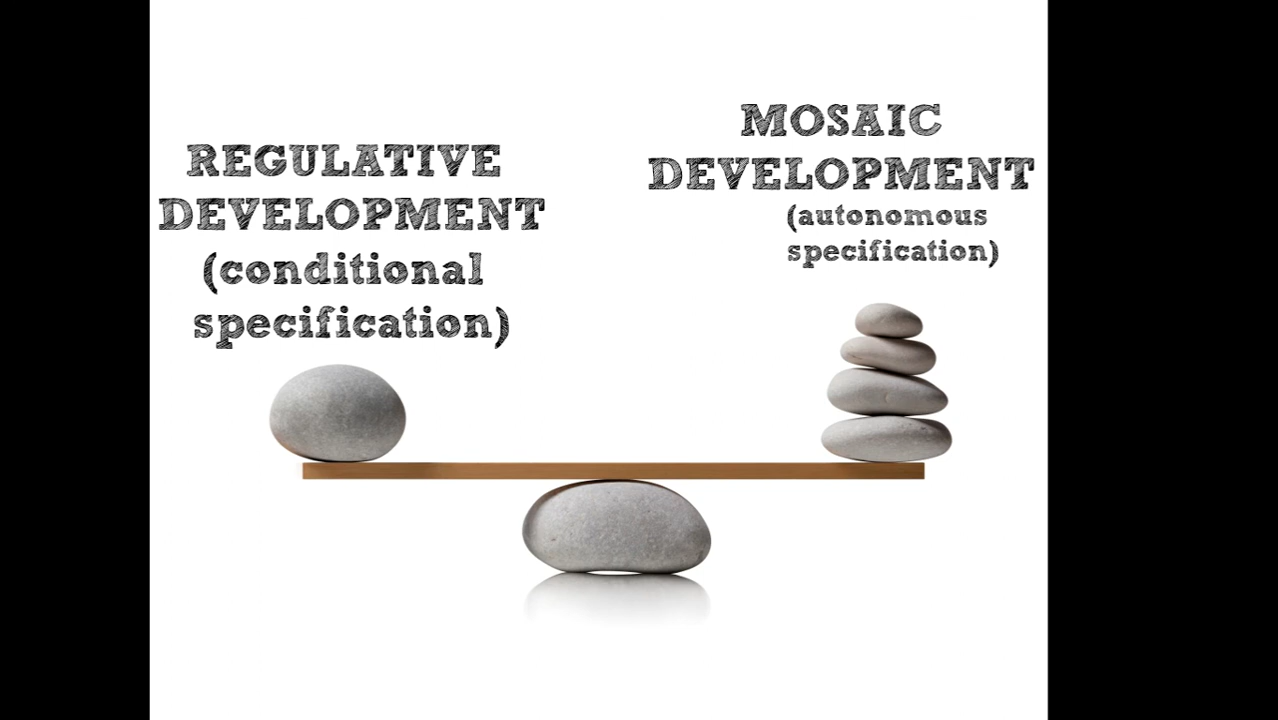 REGULATIVE
DEVELOPMENT
(conditional
specification)
MOSAIC
DEVELOPMENT
(autonomous
specification)